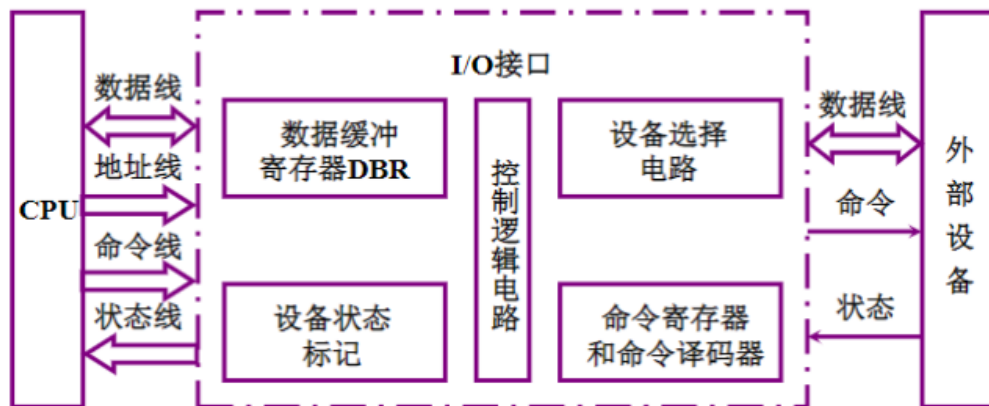 I/O接口
CPU
数据线
地址线
命令线
状态线
数据缓冲
寄存器DBR
设备状态
标记
控制逻辑电路
设备选择
电路
命令寄存器
和命令译码器
数据线
命令
状态
外部设备